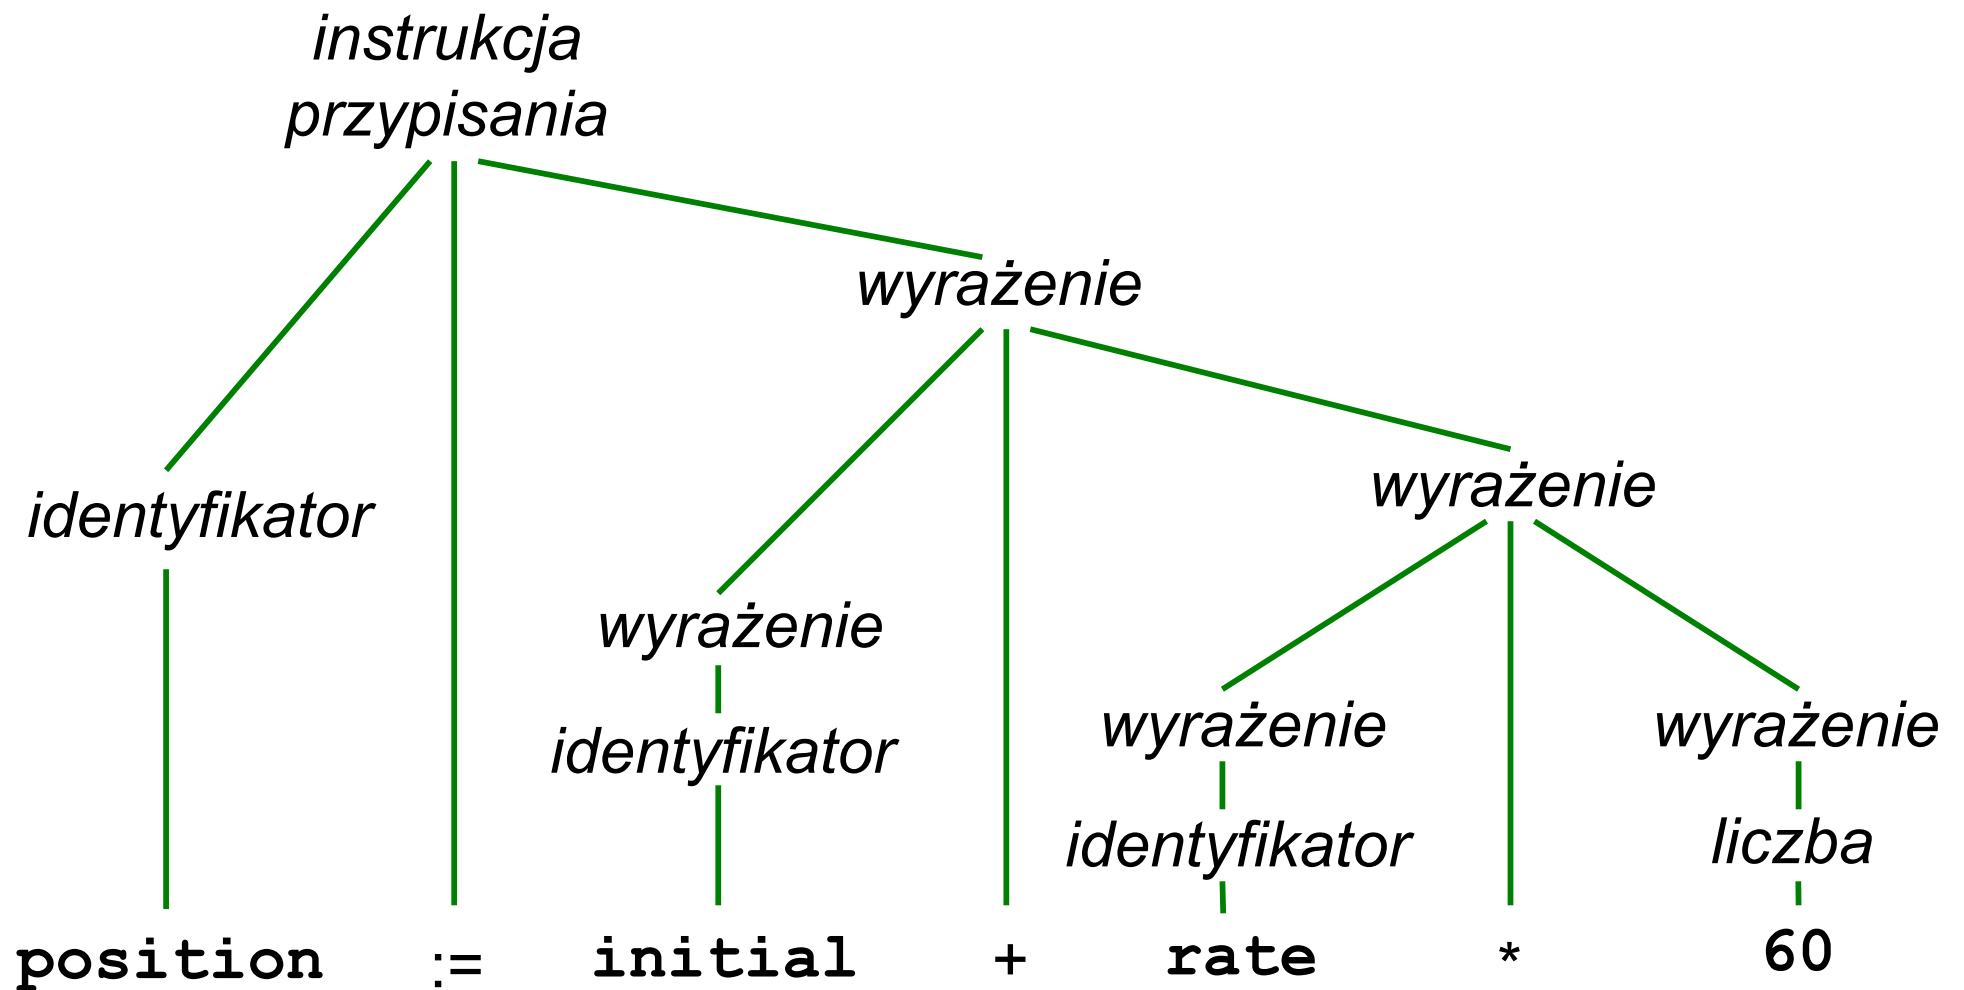 instrukcja
przypisania
wyrażenie
wyrażenie
identyfikator
wyrażenie
wyrażenie wyrażenie
identyfikator
identyfikator liczba
position := initial + rate * 60